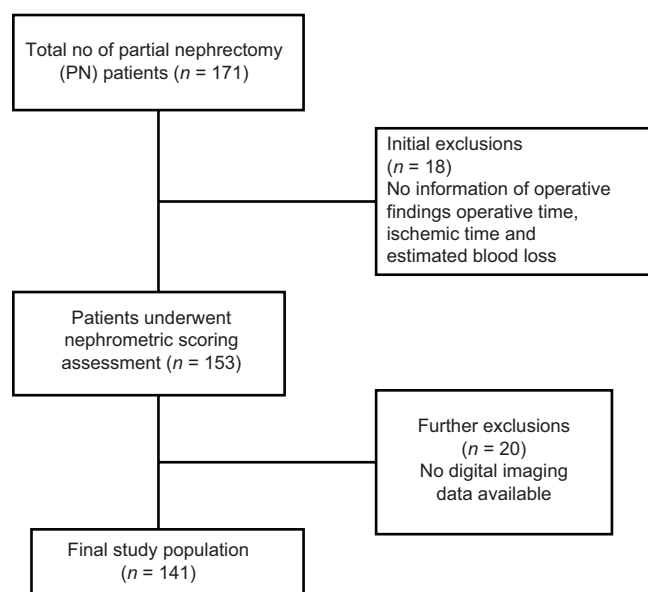 Total no of partial nephrectomy
(PN) patients (n = 171)
Initial exclusions
(n = 18)
No information of operative
findings operative time,
ischemic time and
estimated blood loss
Patients underwent
nephrometric scoring
assessment (n = 153)
Further exclusions
(n = 20)
No digital imaging
data available
Final study population
(n = 141)